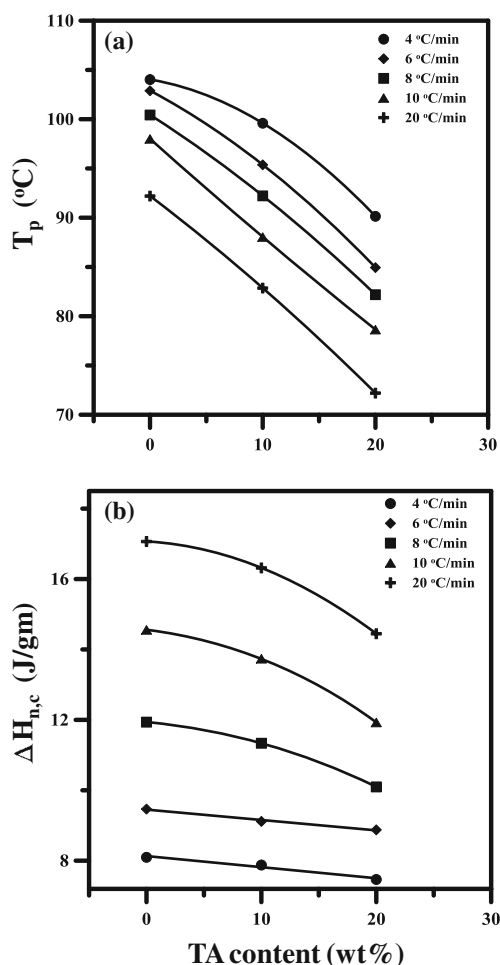 (a)
4 °C/min
6 °C/min
8 °C/min
10 °C/min
20 °C/min
110
100
90
80
70
Tp (°C)
0 10 20 30
(b)
4 °C/min
6 °C/min
8 °C/min
10 °C/min
20 °C/min
16
12
8
ΔHn,c (J/gm)
0 10 20 30
TA content (wt%)